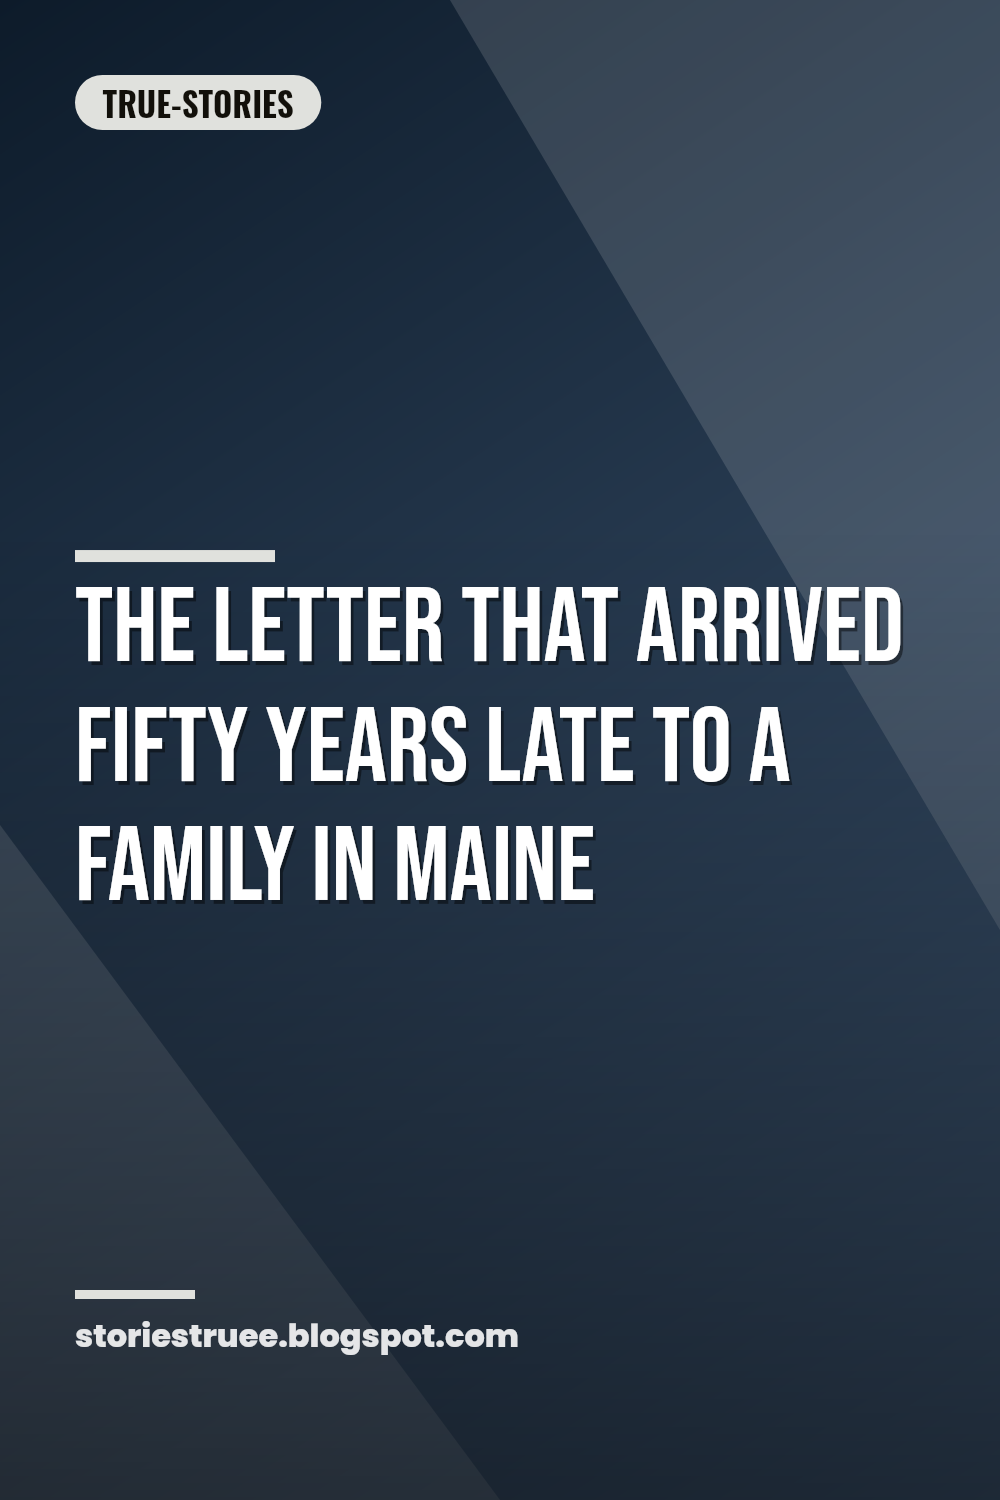 TRUE-STORIES
THE LETTER THAT ARRIVED
FIFTY YEARS LATE TO A
FAMILY IN MAINE
storiestruee.blogspot.com